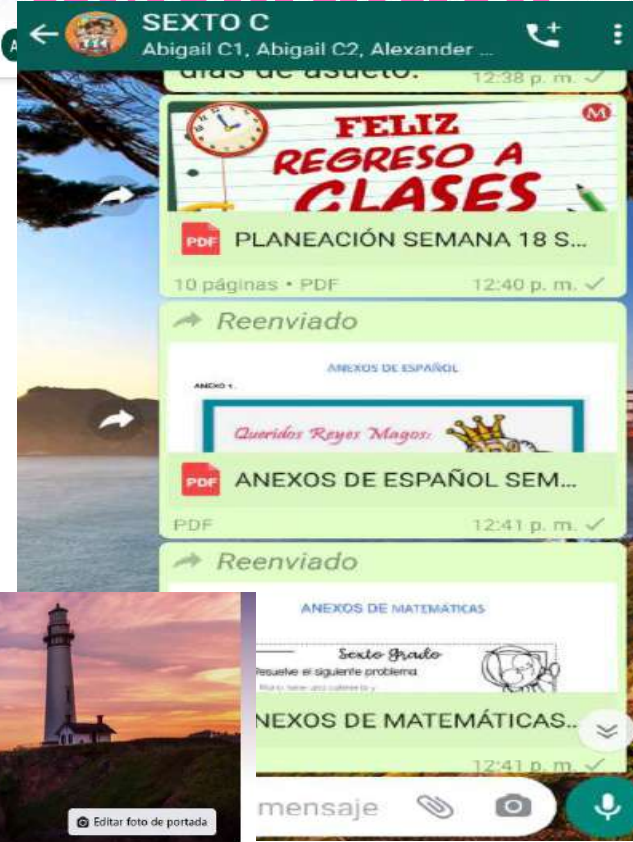 SEXTO C
Abigail C1, Abigail C2, Alexander ...
días de asueto.
12:38 p. m.
FELIZ
REGRESO A
CLASES
M
PDF PLANEACIÓN SEMANA 18 S...
10 páginas • PDF 12:40 p. m.
Reenviado
ANEXOS DE ESPAÑOL
ANEXO 1.
Queridos Reyes Magos:
PDF ANEXOS DE ESPAÑOL SEM...
PDF 12:41 p. m.
Reenviado
ANEXOS DE MATEMÁTICAS
Sexto Grado
Resuelve el siguiente problema
NEXOS DE MATEMÁTICAS...
12:41 p. m.
mensaje
Editar foto de portada